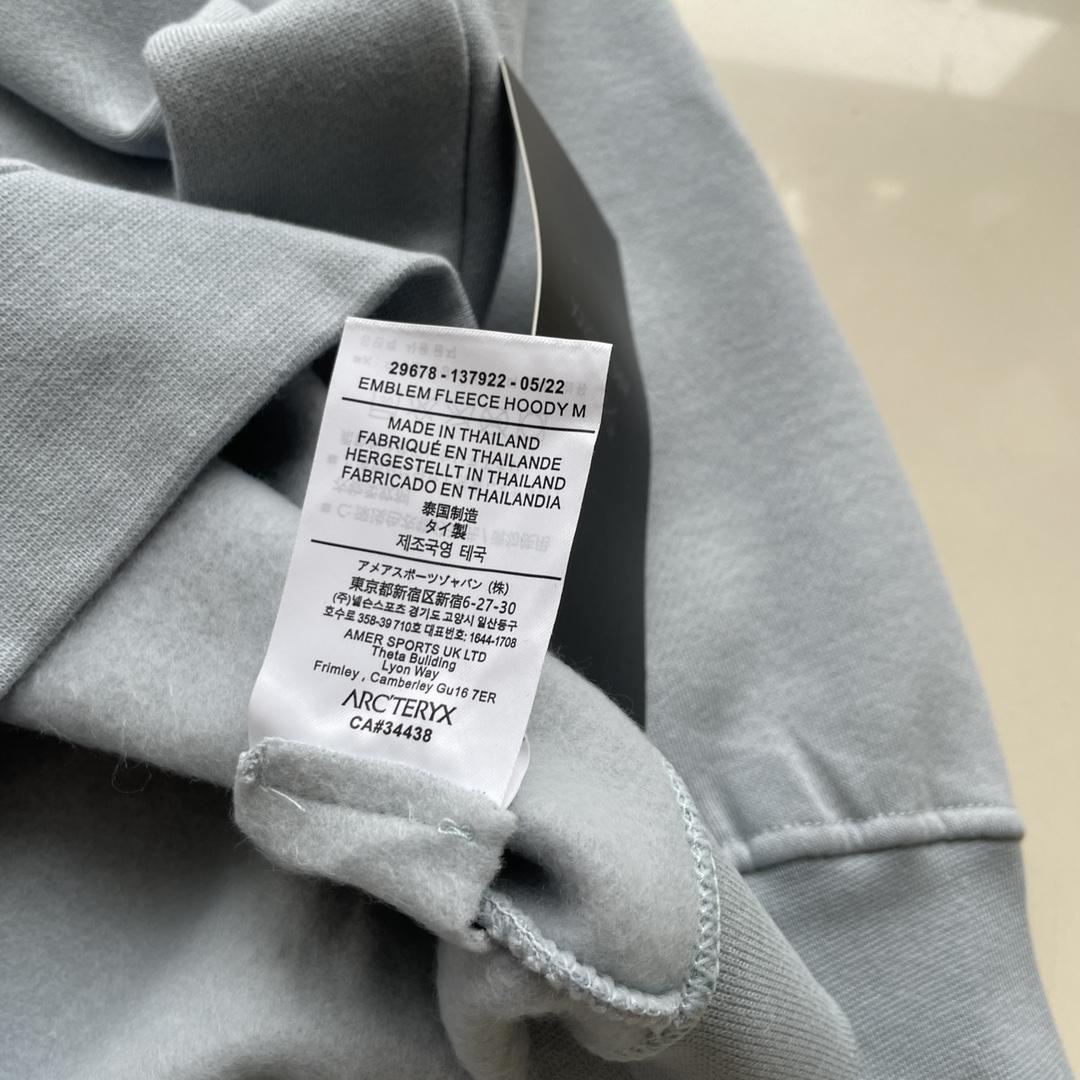 29678 - 137922 - 05/22
EMBLEM FLEECE HOODY M
MADE IN THAILAND
FABRIQUÉ EN THAILANDE
HERGESTELLT IN THAILAND
FABRICADO EN THAILANDIA
泰国制造
タイ製
제조국영 태국
アメアスポーツゾャバン (株)
東京都新宿区新宿6-27-30
(주)넬슨스포츠 경기도 고양시 일산동구
호수로 358-39 710호 대표번호: 1644-1708
AMER SPORTS UK LTD
Theta Buliding
Lyon Way
Frimley , Camberley Gu16 7ER
ARC'TERYX
CA#34438